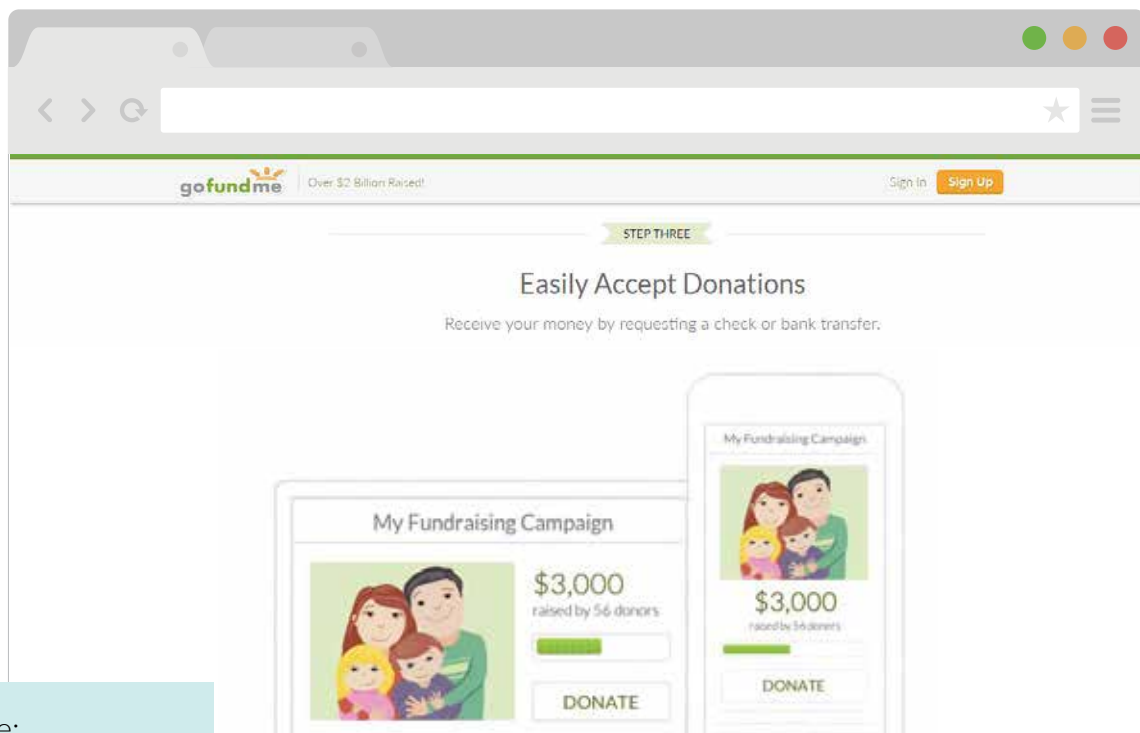 gofundme
Over $2 Billion Raised!
Sign In
Sign Up
STEP THREE
Easily Accept Donations
Receive your money by requesting a check or bank transfer.
My Fundraising Campaign
$3,000
raised by 56 donors
DONATE
My Fundraising Campaign
$3,000
raised by 56 donors
DONATE